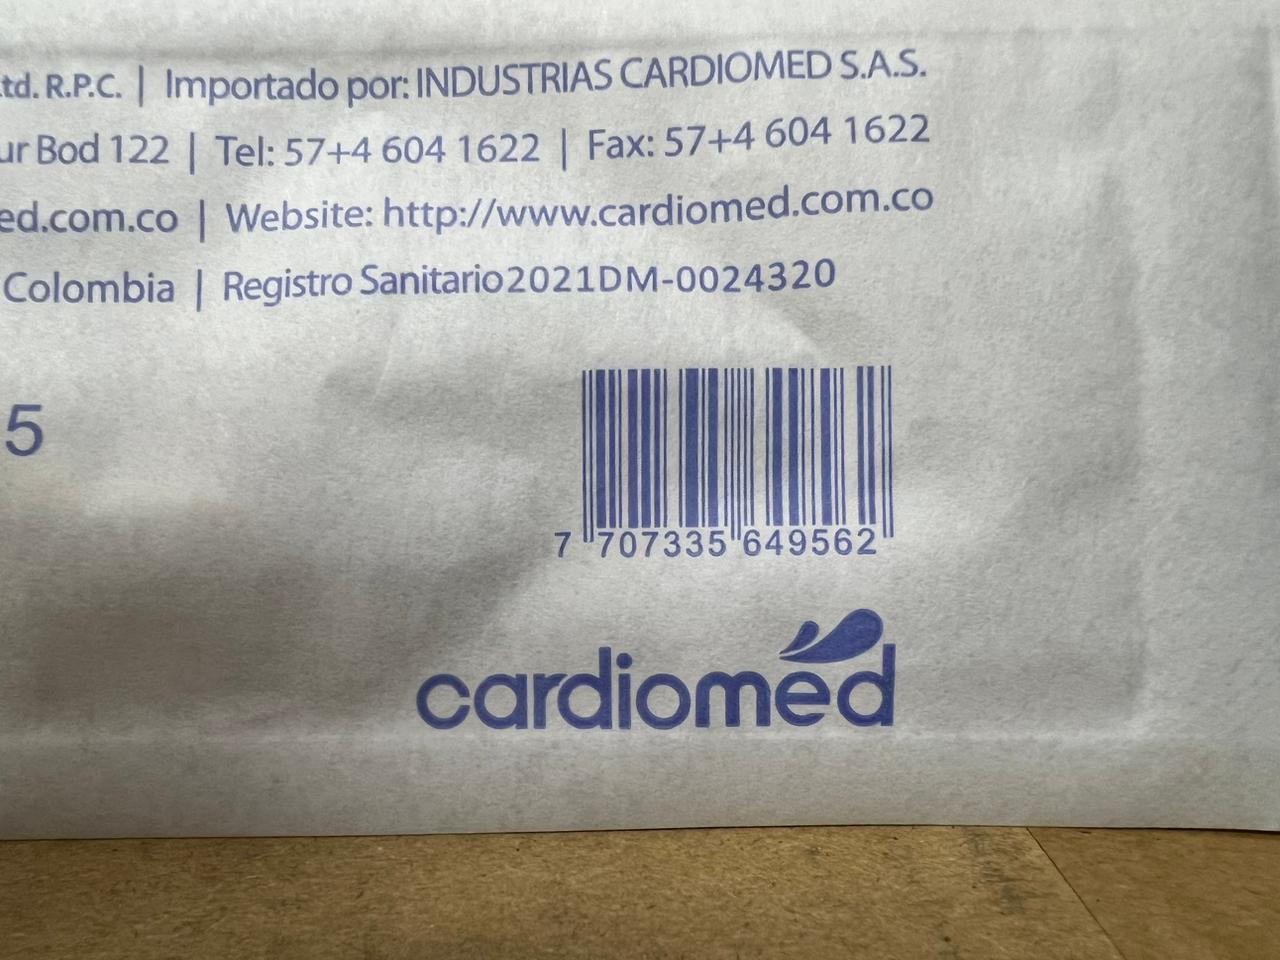 td. R.P.C. | Importado por: INDUSTRIAS CARDIOMED S.A.S.
ur Bod 122 | Tel: 57+4 604 1622 | Fax: 57+4 604 1622
ed.com.co | Website: http://www.cardiomed.com.co
Colombia | Registro Sanitario2021DM-0024320
5
7 707335 649562
cardiomed